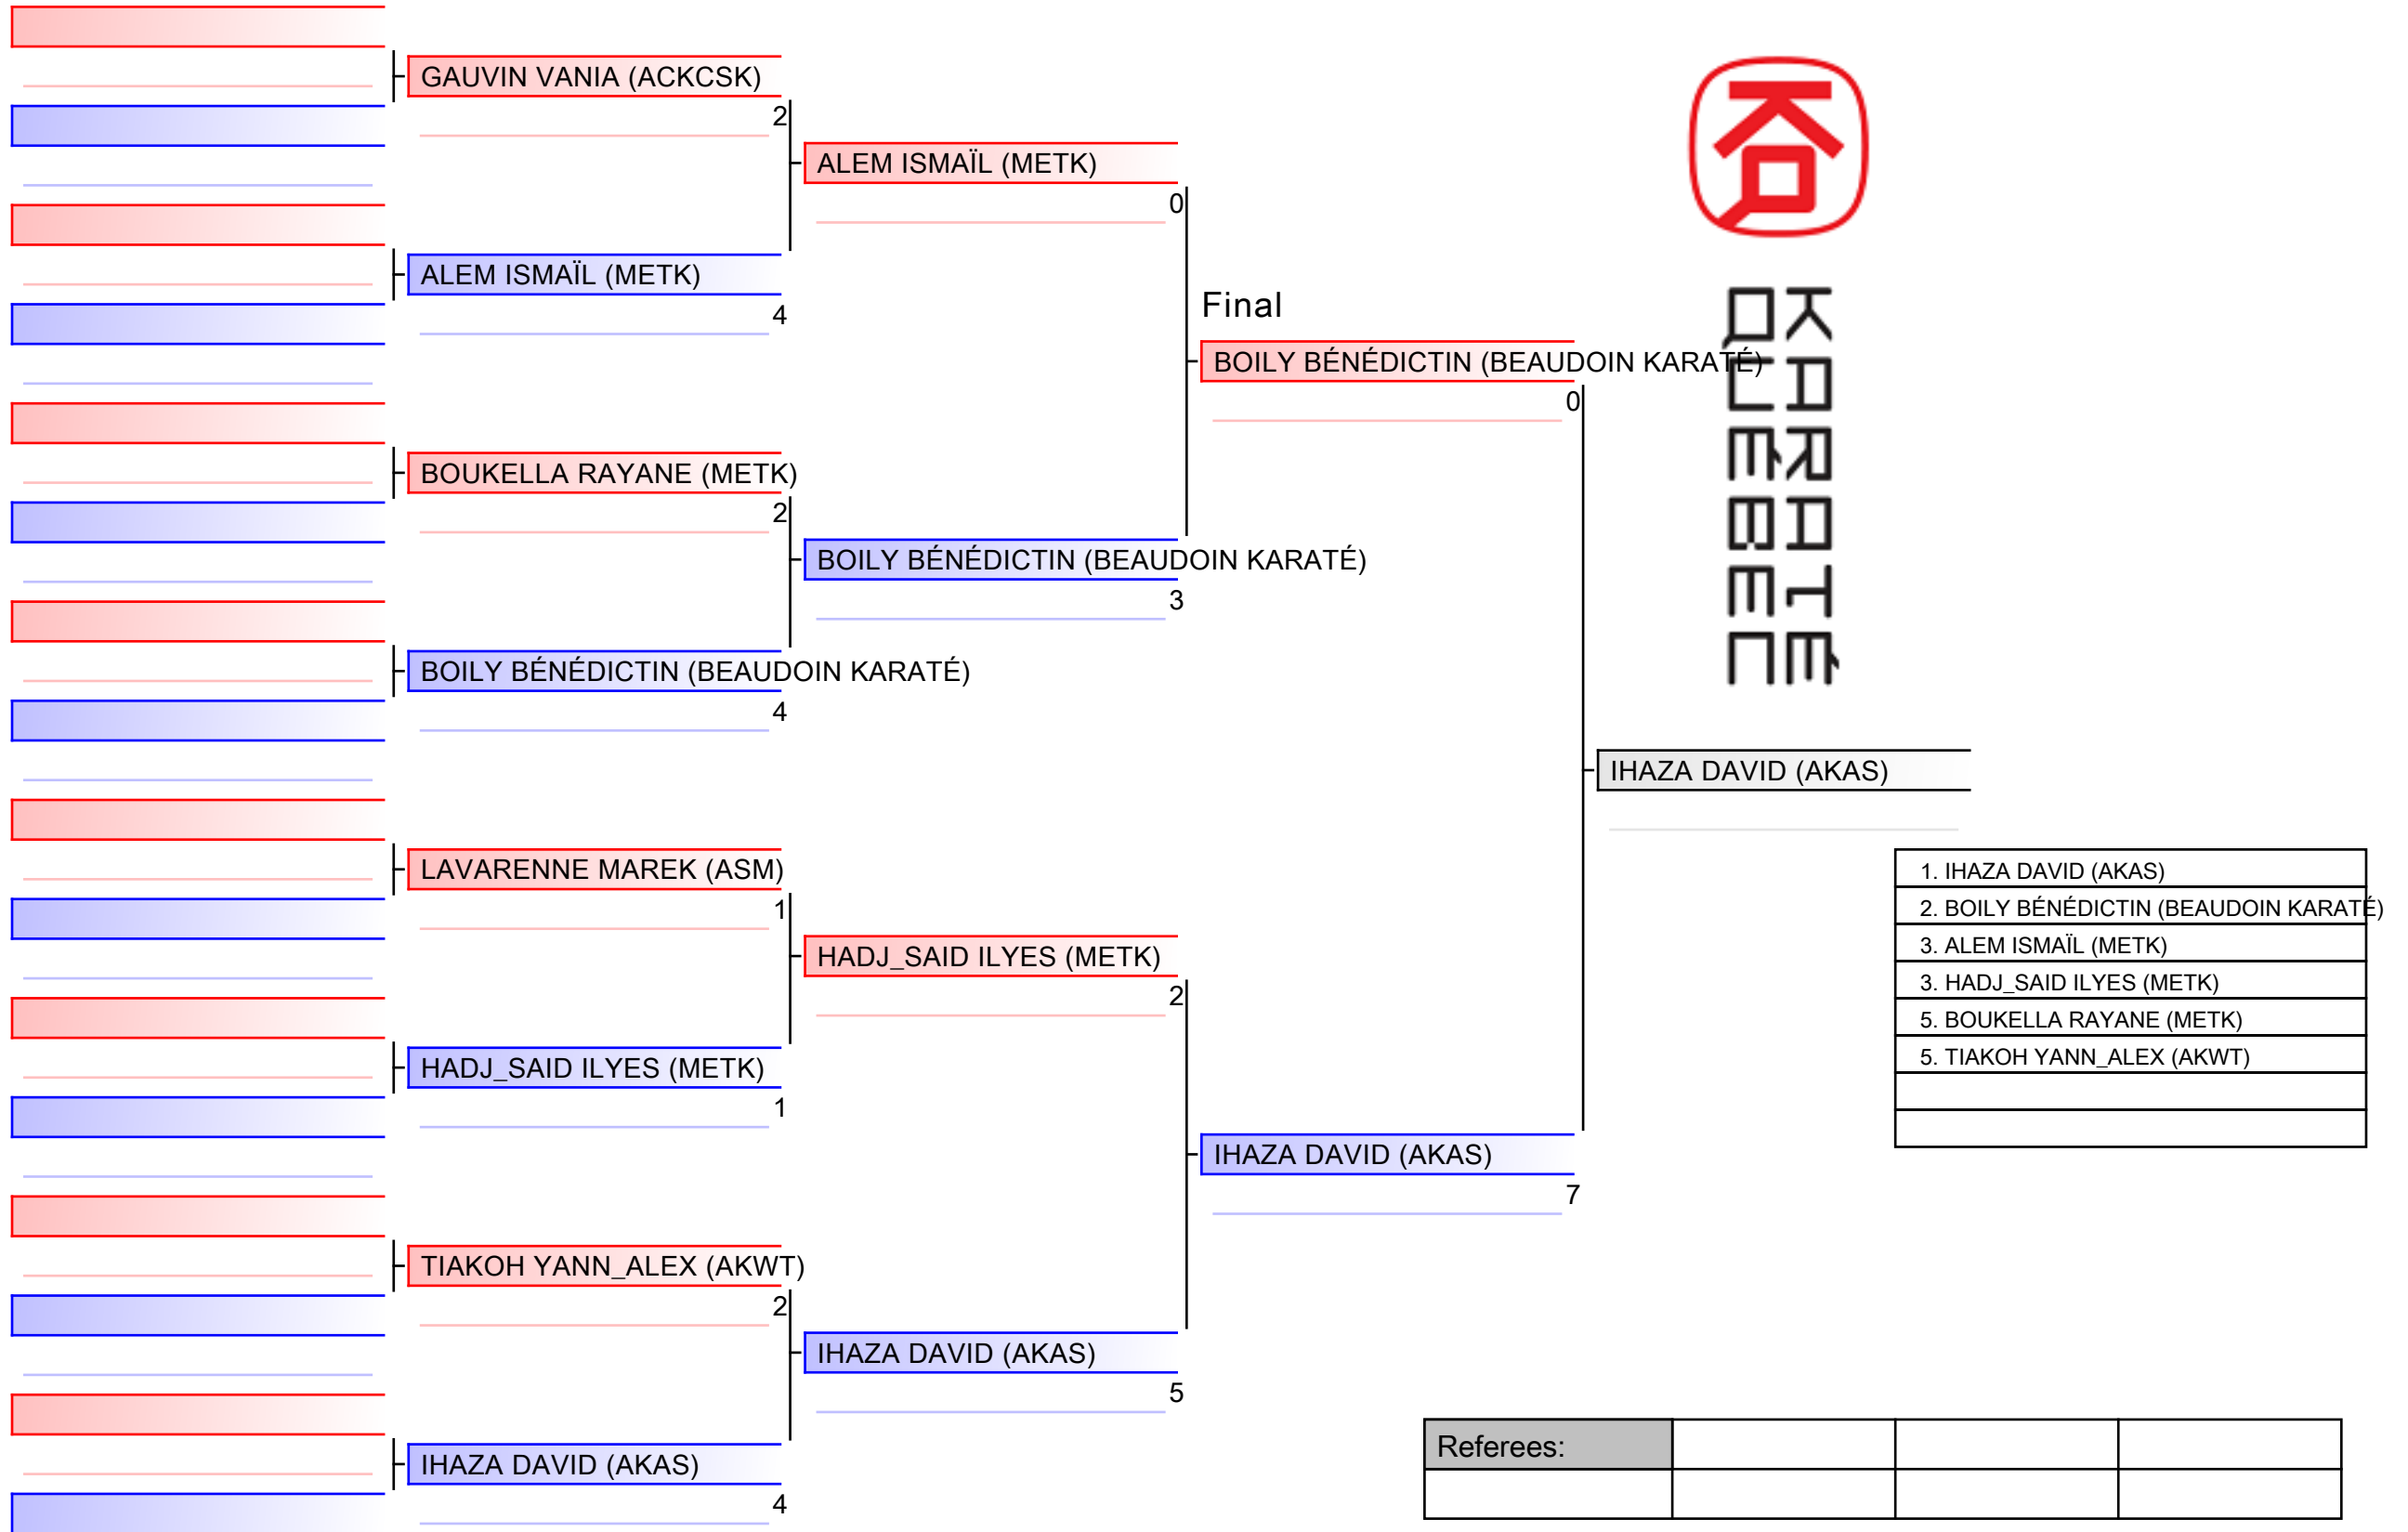 GAUVIN VANIA (ACKCSK)
2
ALEM ISMAÏL (METK)
0
ALEM ISMAÏL (METK)
4
Final
BOILY BÉNÉDICTIN (BEAUDOIN KARATÉ)
0
BOUKELLA RAYANE (METK)
2
BOILY BÉNÉDICTIN (BEAUDOIN KARATÉ)
3
BOILY BÉNÉDICTIN (BEAUDOIN KARATÉ)
4
KARATÉ
QUÉBEC
IHAZA DAVID (AKAS)
LAVARENNE MAREK (ASM)
1
HADJ_SAID ILYES (METK)
2
HADJ_SAID ILYES (METK)
1
IHAZA DAVID (AKAS)
7
TIAKOH YANN_ALEX (AKWT)
2
IHAZA DAVID (AKAS)
5
IHAZA DAVID (AKAS)
4
1. IHAZA DAVID (AKAS)
2. BOILY BÉNÉDICTIN (BEAUDOIN KARATÉ)
3. ALEM ISMAÏL (METK)
3. HADJ_SAID ILYES (METK)
5. BOUKELLA RAYANE (METK)
5. TIAKOH YANN_ALEX (AKWT)
Referees: